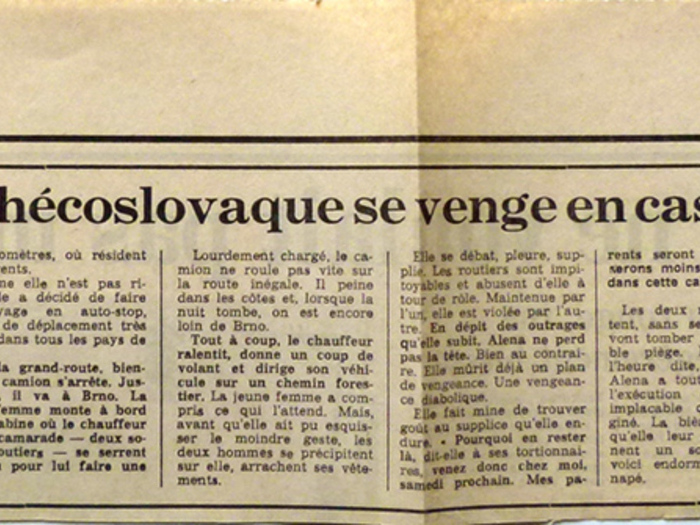 hécoslovaque se venge en cas
omètres, où résident
ents.
ne elle n'est pas ri-
le a décidé de faire
yage en auto-stop,
de déplacement très
dans tous les pays de
la grand-route, bien-
camion s'arrête. Jus-
, il va à Brno. La
femme monte à bord
abine où le chauffeur
camarade — deux so-
outiers — se serrent
pour lui faire une
Lourdement chargé, le ca-
mion ne roule pas vite sur
la route inégale. Il peine
dans les côtes et, lorsque la
nuit tombe, on est encore
loin de Brno.
Tout à coup, le chauffeur
ralentit, donne un coup de
volant et dirige son véhi-
cule sur un chemin fores-
tier. La jeune femme a com-
pris ce qui l'attend. Mais,
avant qu'elle ait pu esquis-
ser le moindre geste, les
deux hommes se précipitent
sur elle, arrachent ses vête-
ments.
Elle se débat, pleure, sup-
plie. Les routiers sont impi-
toyables et abusent d'elle à
tour de rôle. Maintenue par
l'un, elle est violée par l'au-
tre. En dépit des outrages
qu'elle subit, Alena ne perd
pas la tête. Bien au contrai-
re. Elle mûrit déjà un plan
de vengeance. Une vengean-
ce diabolique.
Elle fait mine de trouver
goût au supplice qu'elle en-
dure. « Pourquoi en rester
là, dit-elle à ses tortionnai-
res, venez donc chez moi,
samedi prochain. Mes pa-
rents seront
serons moins
dans cette ca
Les deux r
tent, sans se
vont tomber
ble piège.
l'heure dite,
Alena a tou
l'exécution
implacable
giné. La biè
qu'elle leur
nent un so
voici endorm
napé.